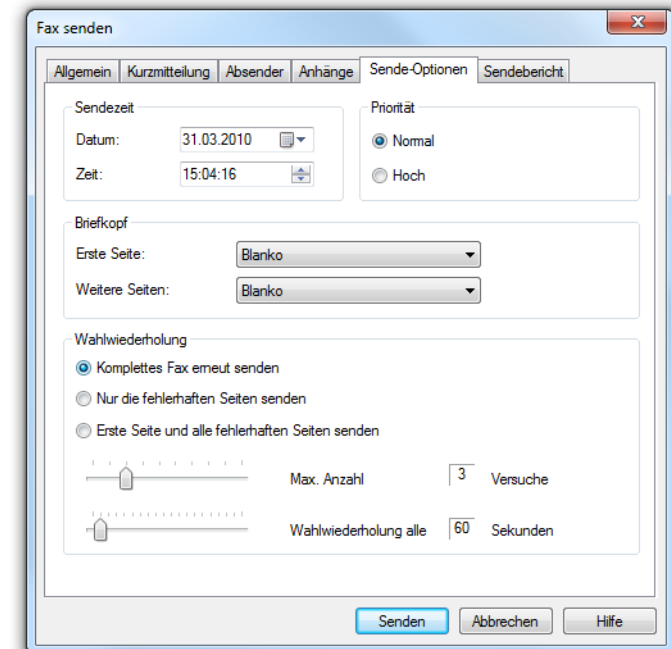 Fax senden
Allgemein Kurzmitteilung Absender Anhänge Sende-Optionen Sendebericht
Sendezeit
Datum: 31.03.2010
Zeit: 15:04:16
Priorität
Normal
Hoch
Briefkopf
Erste Seite: Blanko
Weitere Seiten: Blanko
Wahlwiederholung
Komplettes Fax erneut senden
Nur die fehlerhaften Seiten senden
Erste Seite und alle fehlerhaften Seiten senden
Max. Anzahl 3 Versuche
Wahlwiederholung alle 60 Sekunden
Senden Abbrechen Hilfe